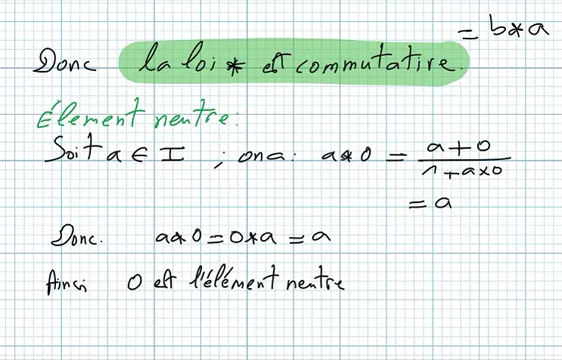 = b*a
Donc la loi * est commutative.
Élément neutre:
Soit a ∈ I ; on a: a*0 = (a+0)/(1+a×0)
= a
Donc. a*0=0*a=a
Ainsi 0 est l'élément neutre